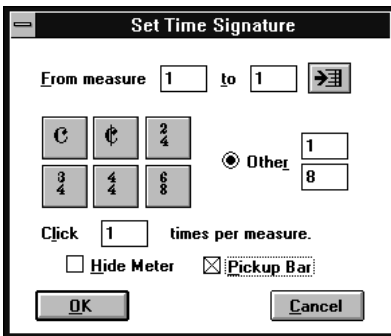 Set Time Signature
From measure 1 to 1
C ¢ 2/4
3/4 4/4 6/8
Other 1
8
Click 1 times per measure.
Hide Meter Pickup Bar
OK Cancel